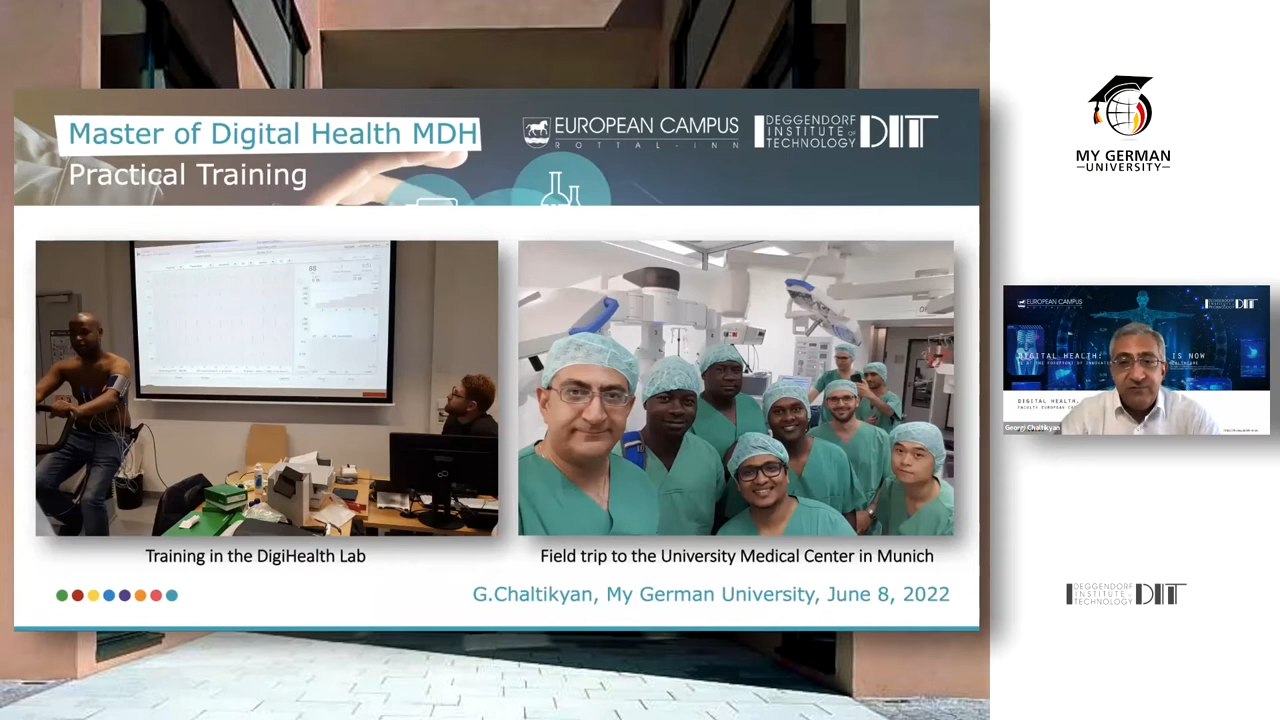 Master of Digital Health MDH
Practical Training
EUROPEAN CAMPUS
ROTTAL-INN
DEGGENDORF
INSTITUTE OF
TECHNOLOGY
DIT
Training in the DigiHealth Lab
Field trip to the University Medical Center in Munich
G.Chaltikyan, My German University, June 8, 2022
MY GERMAN
UNIVERSITY
EUROPEAN CAMPUS
DIT
DIGITAL HEALTH:
IS NOW
DIGITAL HEALTH
Georgi Chaltikyan
DEGGENDORF
INSTITUTE OF
TECHNOLOGY
DIT